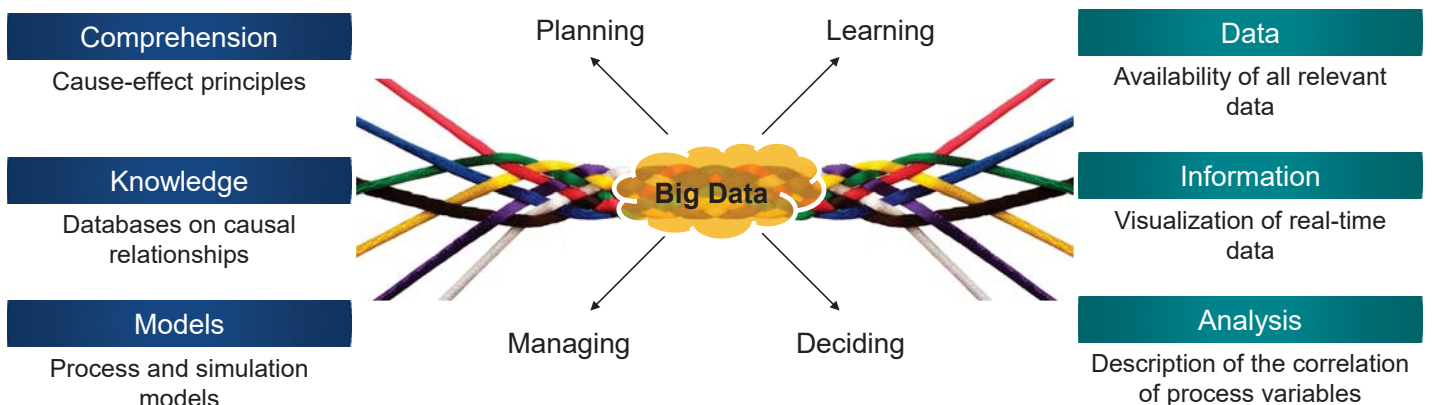 Comprehension
Cause-effect principles
Knowledge
Databases on causal
relationships
Models
Process and simulation
models
Planning
Learning
Big Data
Managing
Deciding
Data
Availability of all relevant
data
Information
Visualization of real-time
data
Analysis
Description of the correlation
of process variables